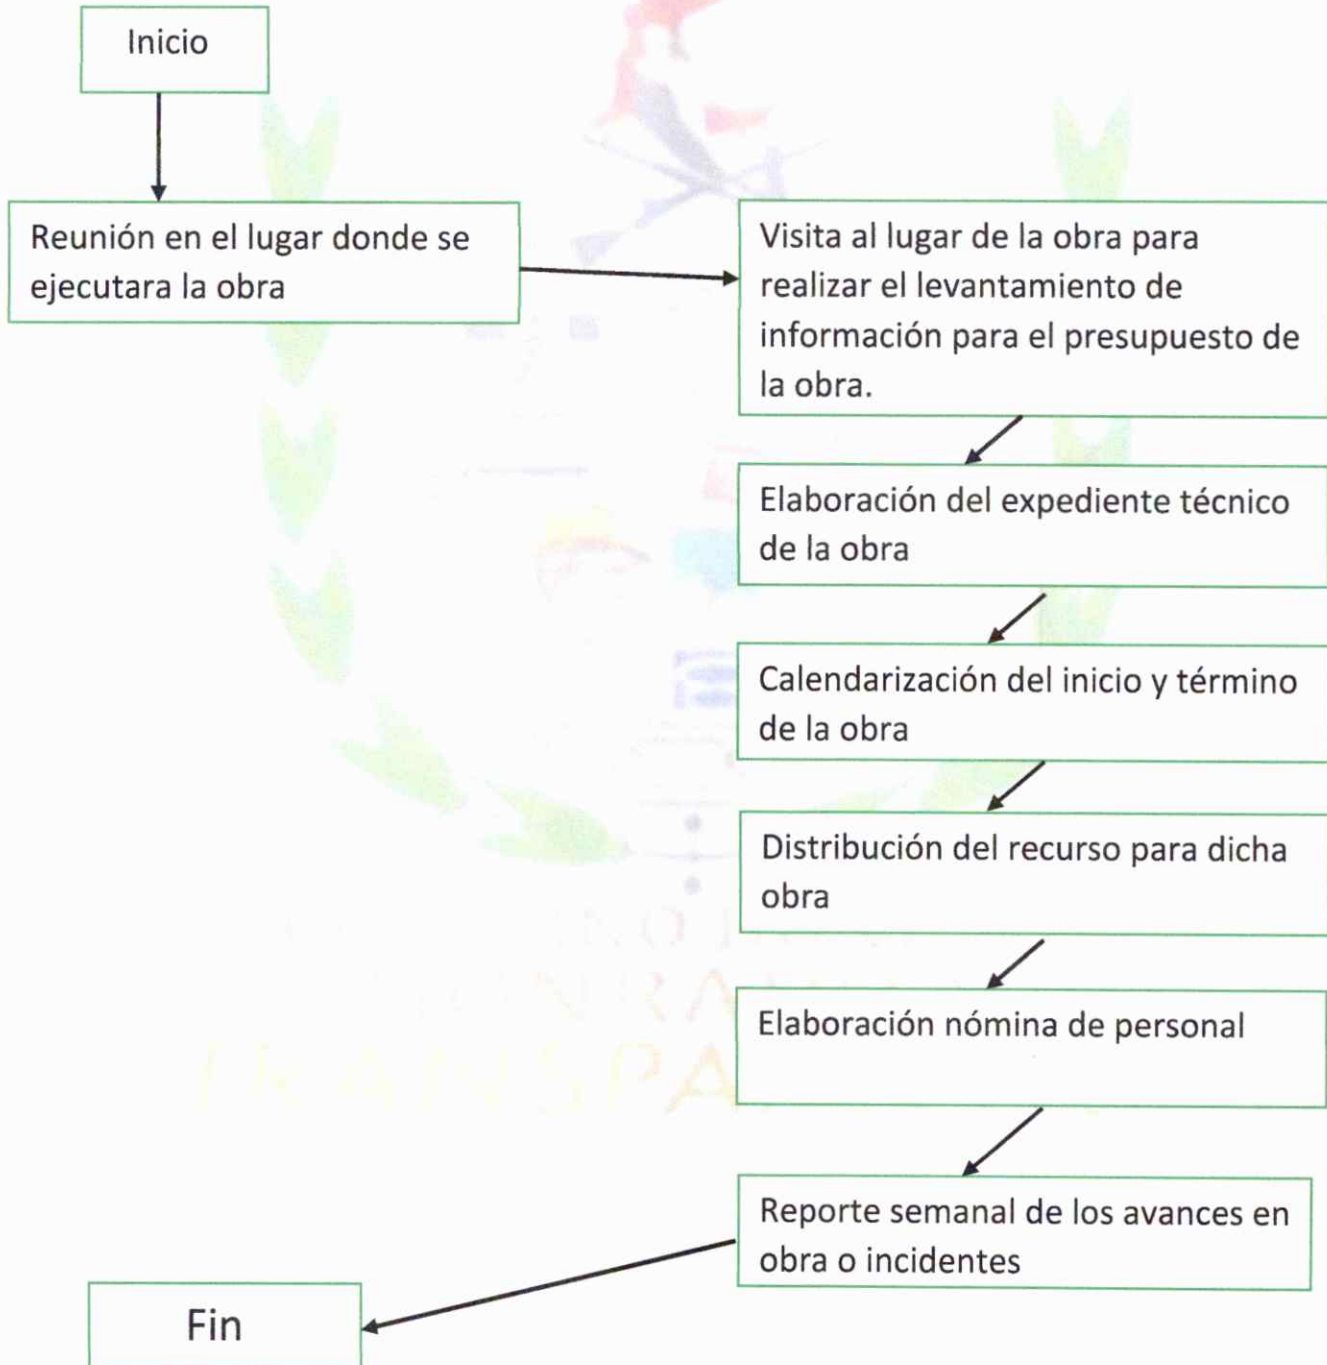 Inicio
Reunión en el lugar donde se
ejecutara la obra
Visita al lugar de la obra para
realizar el levantamiento de
información para el presupuesto de
la obra.
Elaboración del expediente técnico
de la obra
Calendarización del inicio y término
de la obra
Distribución del recurso para dicha
obra
Elaboración nómina de personal
Reporte semanal de los avances en
obra o incidentes
Fin